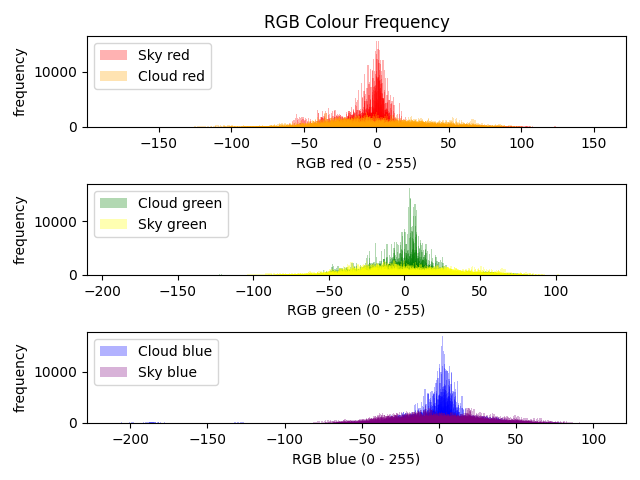 RGB Colour Frequency
frequency
10000
0
Sky red
Cloud red
−150 −100 −50 0 50 100 150
RGB red (0 - 255)
frequency
10000
0
Cloud green
Sky green
−200 −150 −100 −50 0 50 100
RGB green (0 - 255)
frequency
10000
0
Cloud blue
Sky blue
−200 −150 −100 −50 0 50 100
RGB blue (0 - 255)